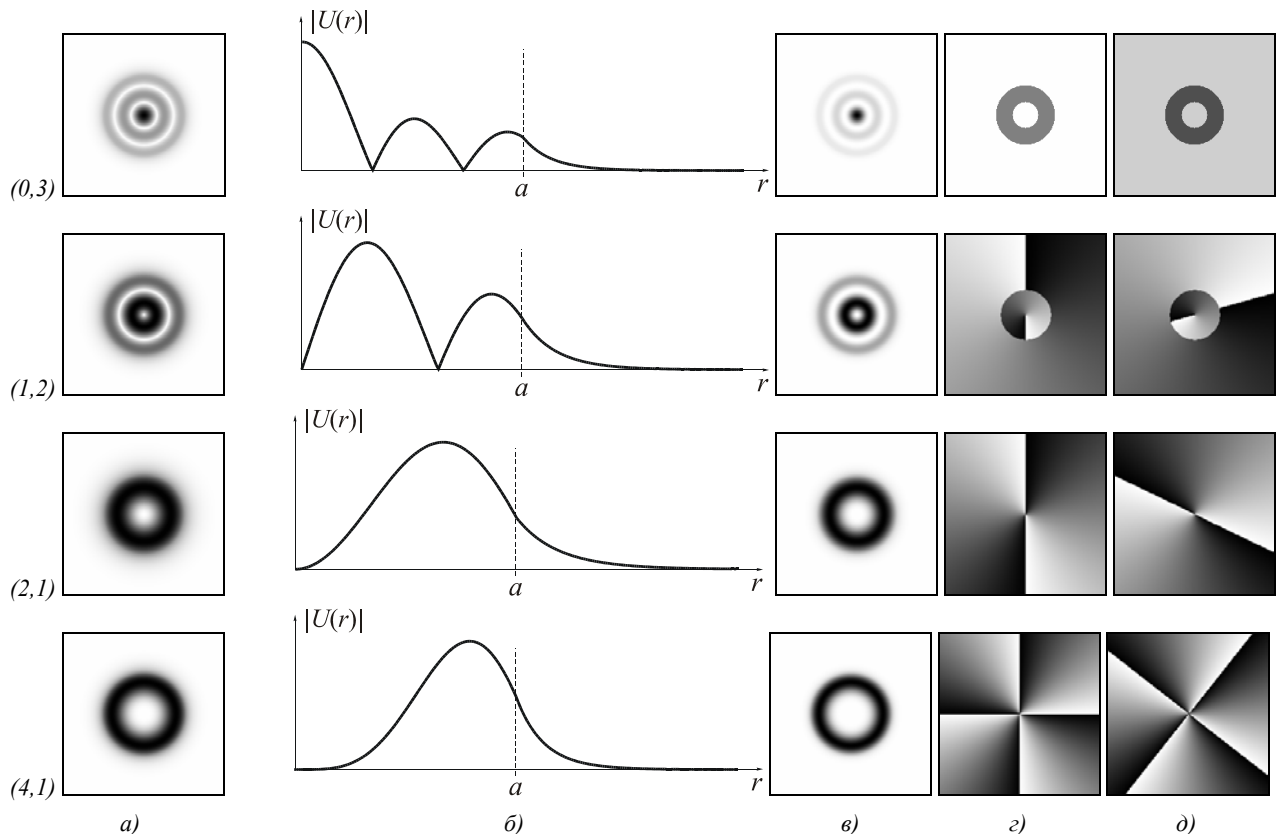 |U(r)|
a
r
(0,3)
|U(r)|
a
r
(1,2)
|U(r)|
a
r
(2,1)
|U(r)|
a
r
(4,1)
а) б) в) г) д)